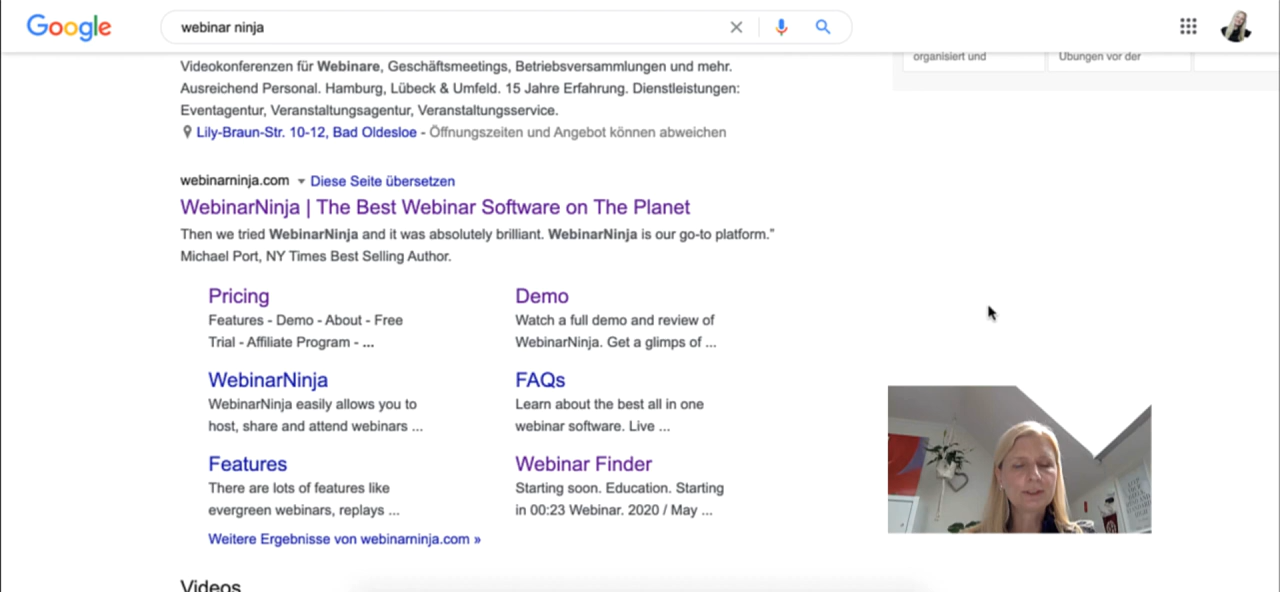 Google
webinar ninja
organisiert und
Übungen vor der
Videokonferenzen für Webinare, Geschäftsmeetings, Betriebsversammlungen und mehr.
Ausreichend Personal. Hamburg, Lübeck & Umfeld. 15 Jahre Erfahrung. Dienstleistungen:
Eventagentur, Veranstaltungsagentur, Veranstaltungsservice.
Lily-Braun-Str. 10-12, Bad Oldesloe - Öffnungszeiten und Angebot können abweichen
webinarninja.com Diese Seite übersetzen
WebinarNinja | The Best Webinar Software on The Planet
Then we tried WebinarNinja and it was absolutely brilliant. WebinarNinja is our go-to platform.”
Michael Port, NY Times Best Selling Author.
Pricing
Features - Demo - About - Free
Trial - Affiliate Program - ...
Demo
Watch a full demo and review of
WebinarNinja. Get a glimps of ...
WebinarNinja
WebinarNinja easily allows you to
host, share and attend webinars ...
FAQs
Learn about the best all in one
webinar software. Live ...
Features
There are lots of features like
evergreen webinars, replays ...
Webinar Finder
Starting soon. Education. Starting
in 00:23 Webinar. 2020 / May ...
Weitere Ergebnisse von webinarninja.com »
Videos